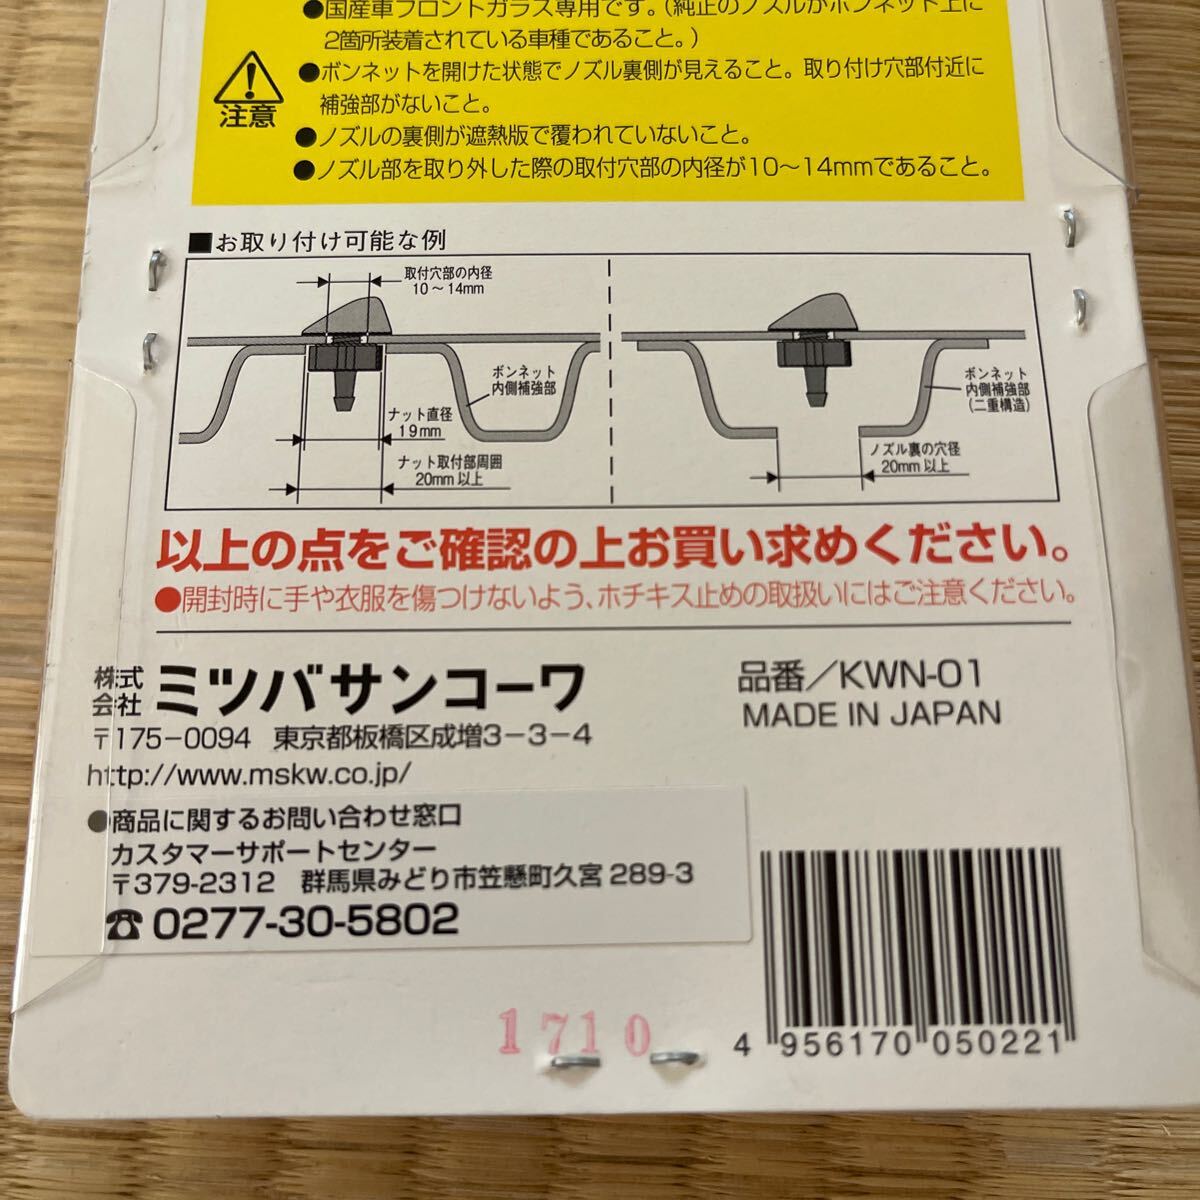 ●国産車フロントガラス専用です。(純正のノズルがボンネット上に
2箇所装着されている車種であること。)
●ボンネットを開けた状態でノズル裏側が見えること。取り付け穴部付近に
補強部がないこと。
注意
●ノズルの裏側が遮熱版で覆われていないこと。
●ノズル部を取り外した際の取付穴部の内径が10〜14mmであること。
■お取り付け可能な例
取付穴部の内径
10〜14mm
ボンネット
内側補強部
ナット直径
19mm
ナット取付部周囲
20mm以上
ボンネット
内側補強部
(二重構造)
ノズル裏の穴径
20mm以上
以上の点をご確認の上お買い求めください。
●開封時に手や衣服を傷つけないよう、ホチキス止めの取扱いにはご注意ください。
株式会社 ミツバサンコーワ
〒175-0094 東京都板橋区成増3-3-4
http://www.mskw.co.jp/
品番/KWN-01
MADE IN JAPAN
●商品に関するお問い合わせ窓口
カスタマーサポートセンター
〒379-2312 群馬県みどり市笠懸町久宮289-3
☎0277-30-5802
1710
4 956170 050221